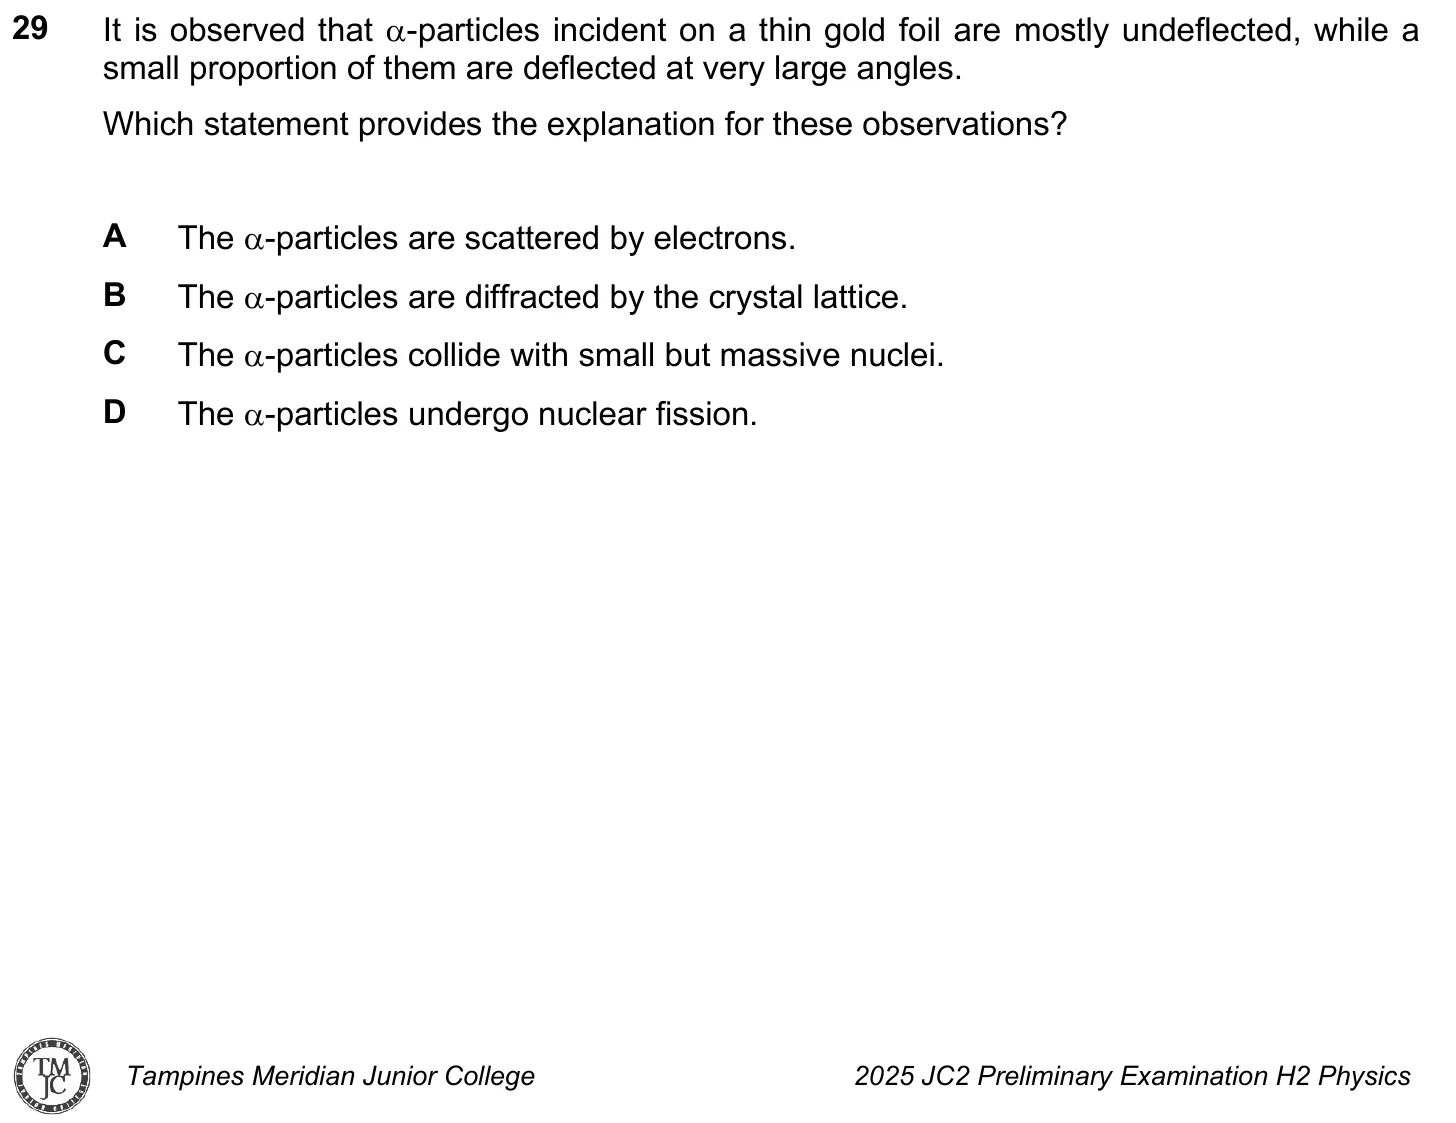 29 It is observed that α-particles incident on a thin gold foil are mostly undeflected, while a
small proportion of them are deflected at very large angles.
Which statement provides the explanation for these observations?
A The α-particles are scattered by electrons.
B The α-particles are diffracted by the crystal lattice.
C The α-particles collide with small but massive nuclei.
D The α-particles undergo nuclear fission.
TM
JC
Tampines Meridian Junior College 2025 JC2 Preliminary Examination H2 Physics